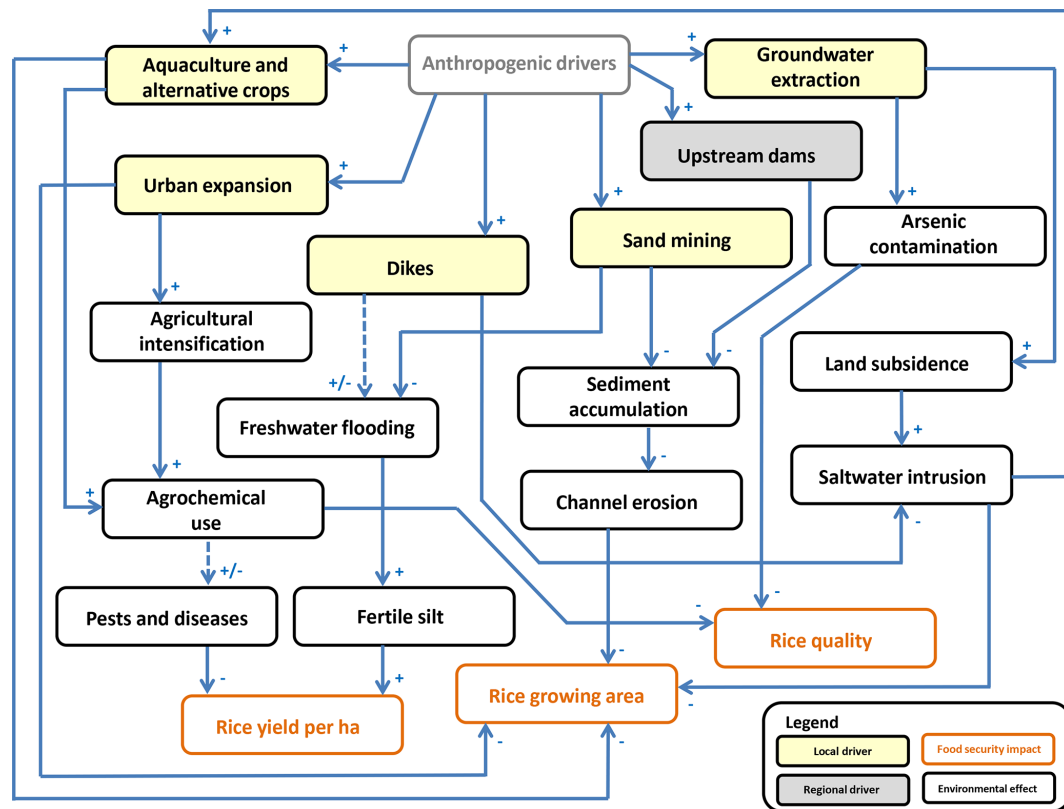 +
Aquaculture and
alternative crops
+
Anthropogenic drivers
+
Groundwater
extraction
+
Upstream dams
Urban expansion
+
+
+
+
Arsenic
contamination
Sand mining
Dikes
+
Agricultural
intensification
+/-
-
-
-
+
Land subsidence
Sediment
accumulation
Freshwater flooding
+
-
+
Saltwater intrusion
+
Agrochemical
use
Channel erosion
-
+/-
+
Pests and diseases
Fertile silt
-
-
Rice quality
-
+
-
Rice growing area
-
Rice yield per ha
-
-
Legend
Local driver
Food security impact
Regional driver
Environmental effect